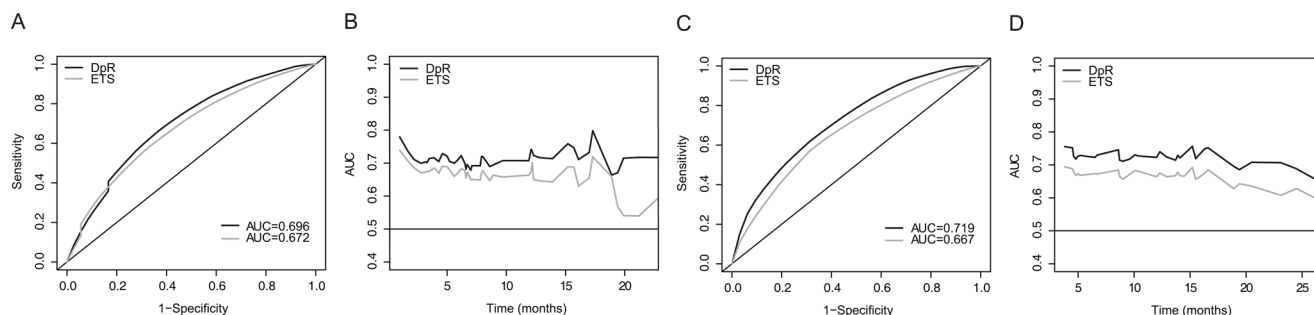 A
DpR
ETS
Sensitivity
0.0 0.2 0.4 0.6 0.8 1.0
AUC=0.696
AUC=0.672
0.0 0.2 0.4 0.6 0.8 1.0
1−Specificity
B
DpR
ETS
AUC
0.4 0.5 0.6 0.7 0.8 0.9 1.0
5 10 15 20
Time (months)
C
DpR
ETS
Sensitivity
0.0 0.2 0.4 0.6 0.8 1.0
AUC=0.719
AUC=0.667
0.0 0.2 0.4 0.6 0.8 1.0
1−Specificity
D
DpR
ETS
AUC
0.4 0.5 0.6 0.7 0.8 0.9 1.0
5 10 15 20 25
Time (months)